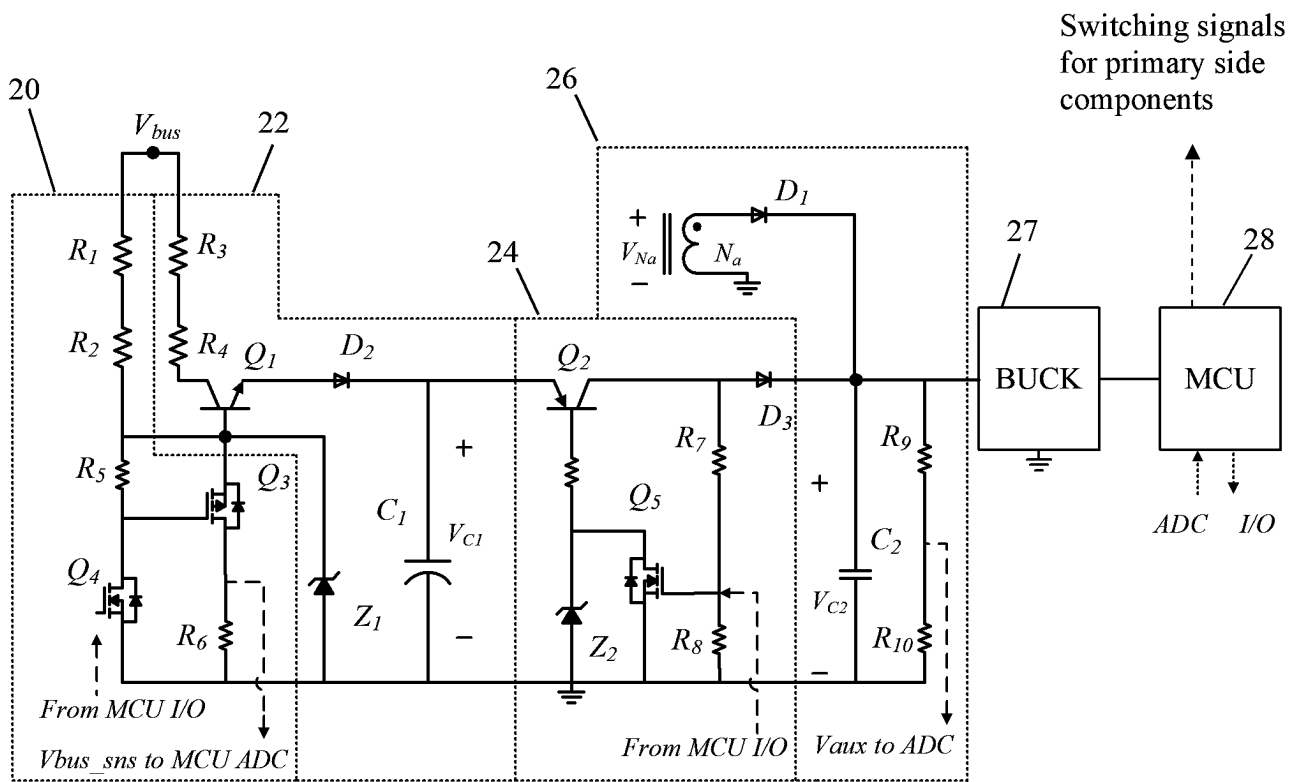 Switching signals
for primary side
components
20
22
26
V_bus
D_1
R_1
R_3
+
V_Na
−
N_a
24
27
28
R_2
R_4
Q_1
D_2
Q_2
D_3
BUCK
MCU
R_5
Q_3
+
R_7
R_9
+
Q_5
ADC
I/O
C_1
V_C1
C_2
Q_4
V_C2
R_6
Z_1
−
Z_2
R_8
R_10
−
From MCU I/O
Vbus_sns to MCU ADC
From MCU I/O
Vaux to ADC